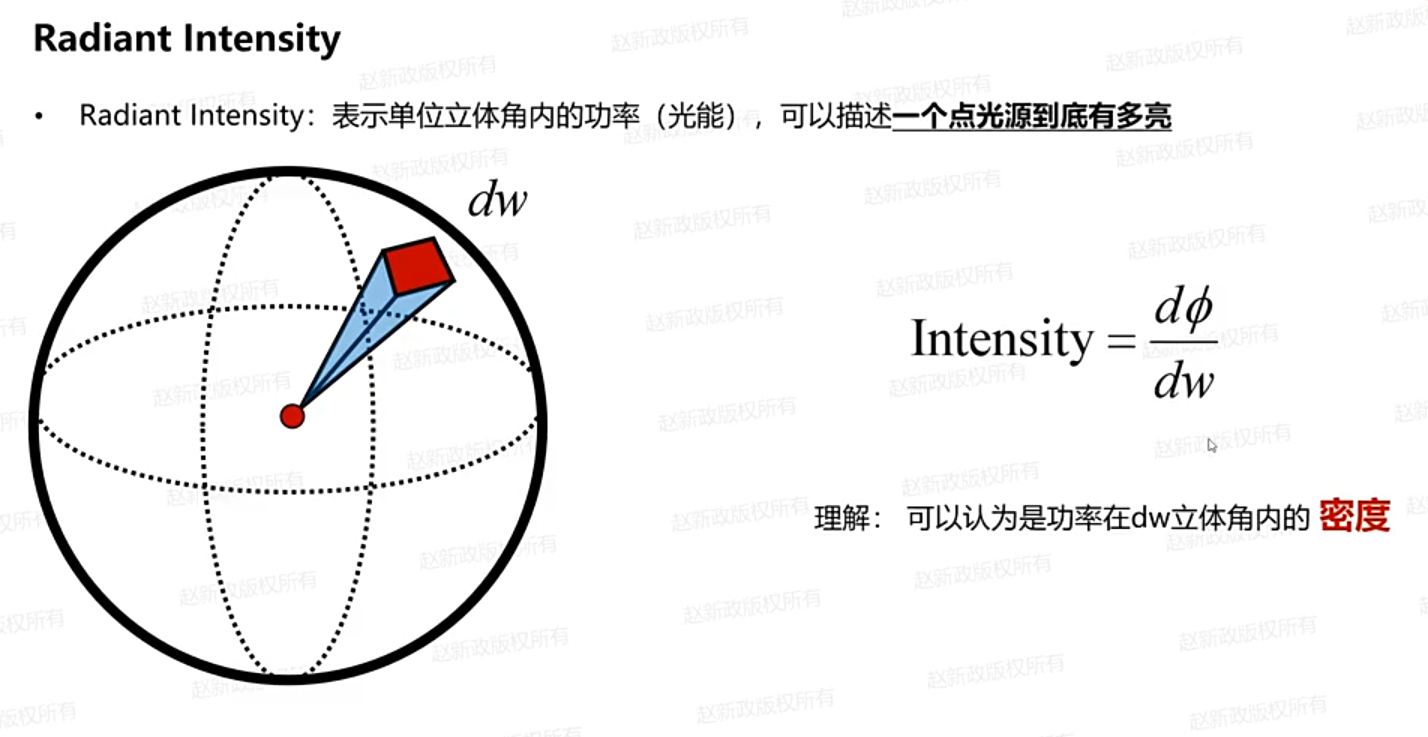 Radiant Intensity
• Radiant Intensity：表示单位立体角内的功率（光能），可以描述一个点光源到底有多亮
dw
Intensity = dϕ / dw
理解： 可以认为是功率在dw立体角内的 密度
赵新政版权所有